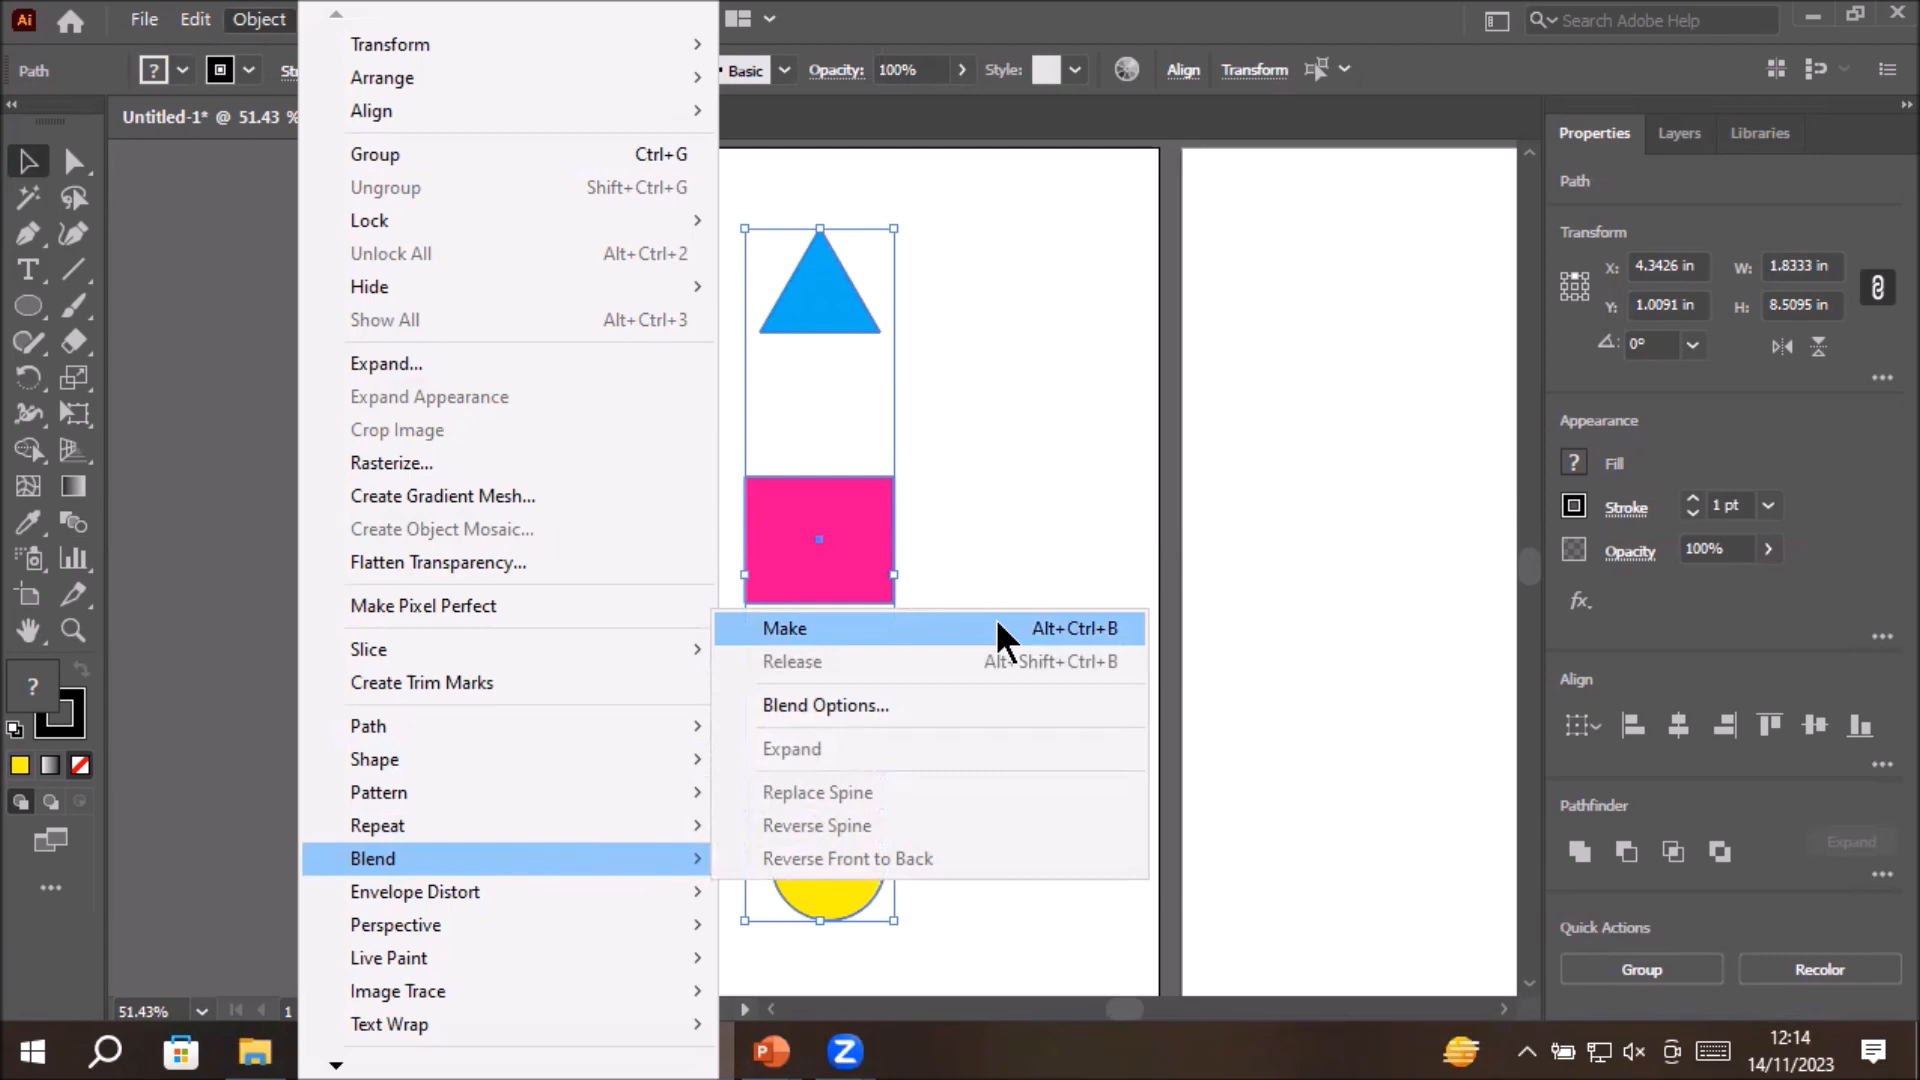 Ai File Edit Object Search Adobe Help
Path ? St Basic Opacity: 100% Style: Align Transform
Untitled-1* @ 51.43 %
Transform
Arrange
Align
Group Ctrl+G
Ungroup Shift+Ctrl+G
Lock
Unlock All Alt+Ctrl+2
Hide
Show All Alt+Ctrl+3
Expand...
Expand Appearance
Crop Image
Rasterize...
Create Gradient Mesh...
Create Object Mosaic...
Flatten Transparency...
Make Pixel Perfect
Slice
Create Trim Marks
Path
Shape
Pattern
Repeat
Blend
Envelope Distort
Perspective
Live Paint
Image Trace
Text Wrap
Make Alt+Ctrl+B
Release Alt+Shift+Ctrl+B
Blend Options...
Expand
Replace Spine
Reverse Spine
Reverse Front to Back
Properties Layers Libraries
Path
Transform
X: 4.3426 in W: 1.8333 in
Y: 1.0091 in H: 8.5095 in
0°
Appearance
? Fill
Stroke 1 pt
Opacity 100%
fx.
Align
Pathfinder
Expand
Quick Actions
Group Recolor
?
51.43% 1
12:14
14/11/2023